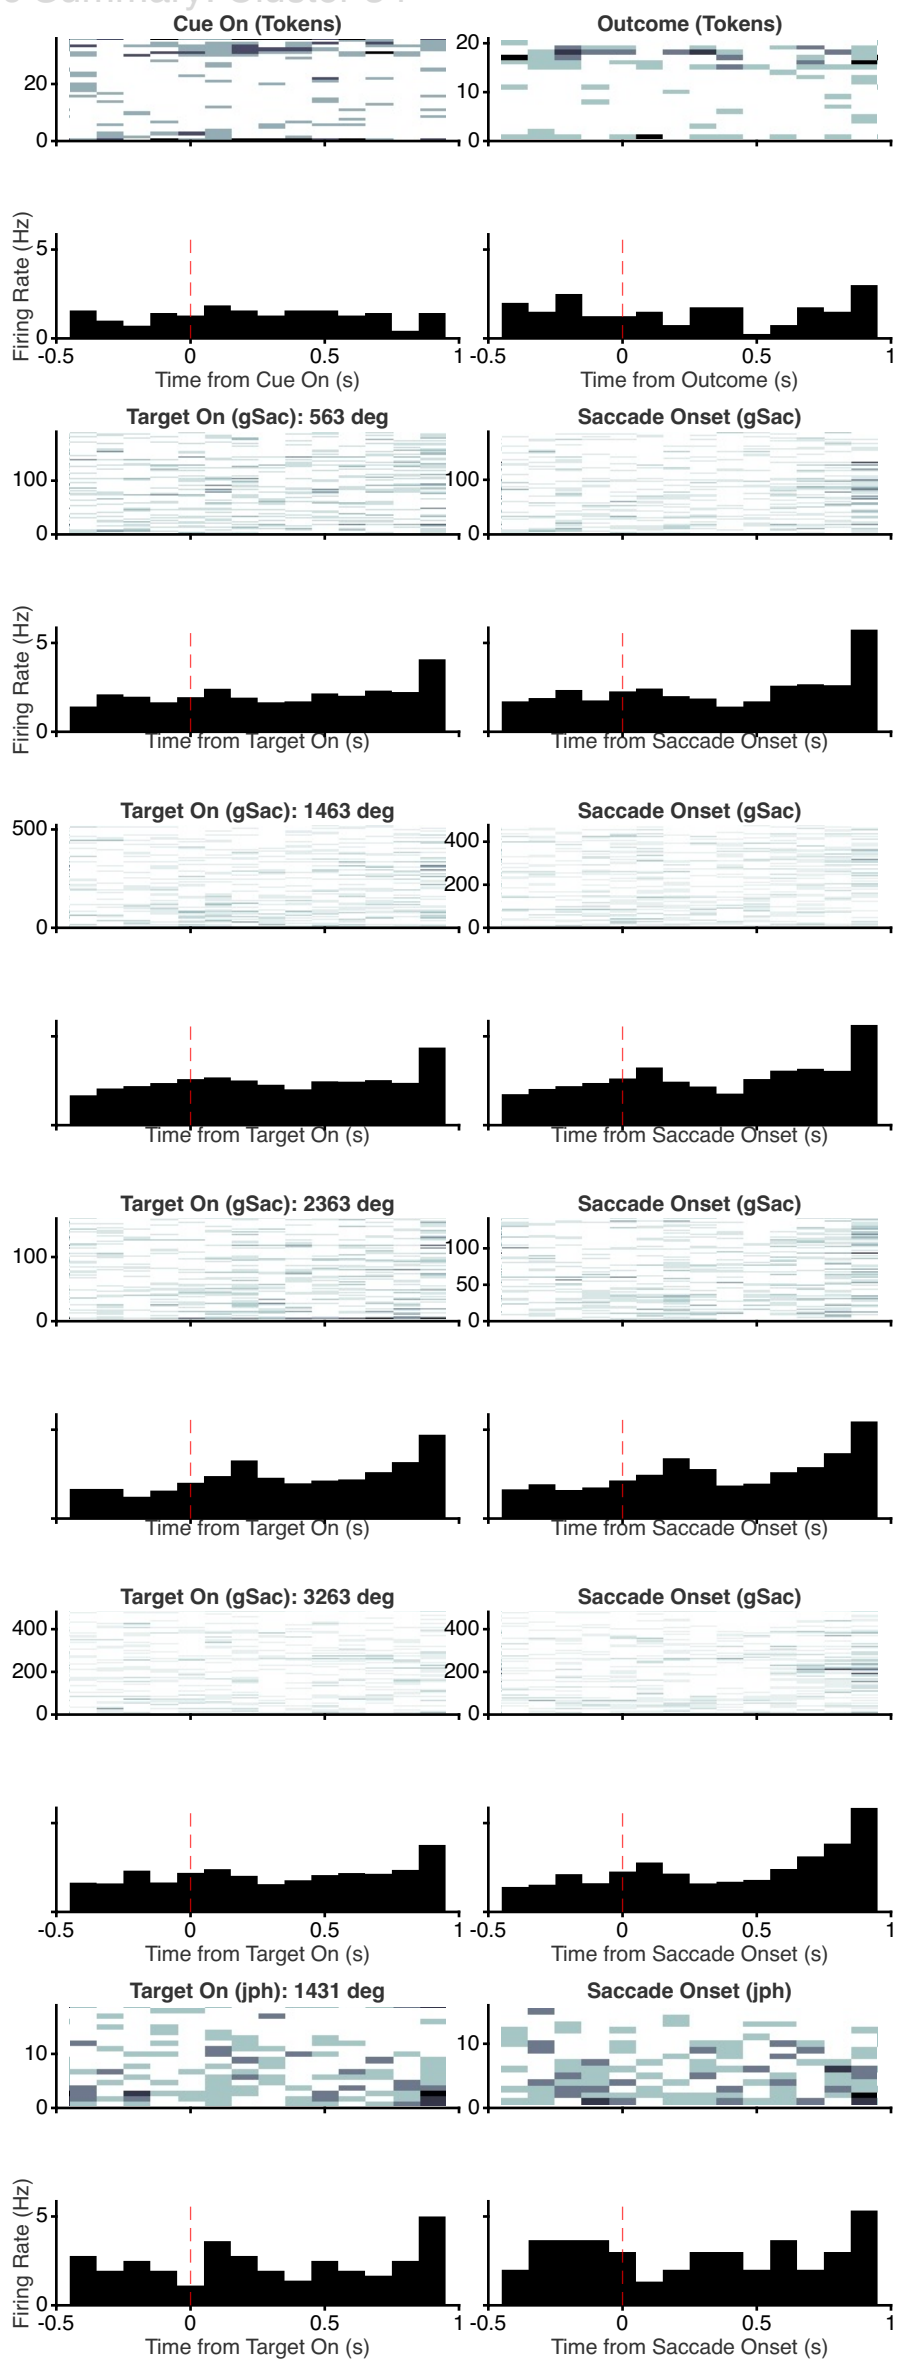 Summary: Cluster
Cue On (Tokens) Outcome (Tokens)
20 20
10
0 0
Firing Rate (Hz)
5
0
-0.5 0 0.5 1 -0.5 0 0.5 1
Time from Cue On (s) Time from Outcome (s)
Target On (gSac): 563 deg Saccade Onset (gSac)
100 100
0 0
Firing Rate (Hz)
5
0
Time from Target On (s) Time from Saccade Onset (s)
Target On (gSac): 1463 deg Saccade Onset (gSac)
500 400
200
0 0
Time from Target On (s) Time from Saccade Onset (s)
Target On (gSac): 2363 deg Saccade Onset (gSac)
100 100
50
0 0
Time from Target On (s) Time from Saccade Onset (s)
Target On (gSac): 3263 deg Saccade Onset (gSac)
400 400
200 200
0 0
-0.5 0 0.5 1 -0.5 0 0.5 1
Time from Target On (s) Time from Saccade Onset (s)
Target On (jph): 1431 deg Saccade Onset (jph)
10 10
0 0
Firing Rate (Hz)
5
0
-0.5 0 0.5 1 -0.5 0 0.5 1
Time from Target On (s) Time from Saccade Onset (s)